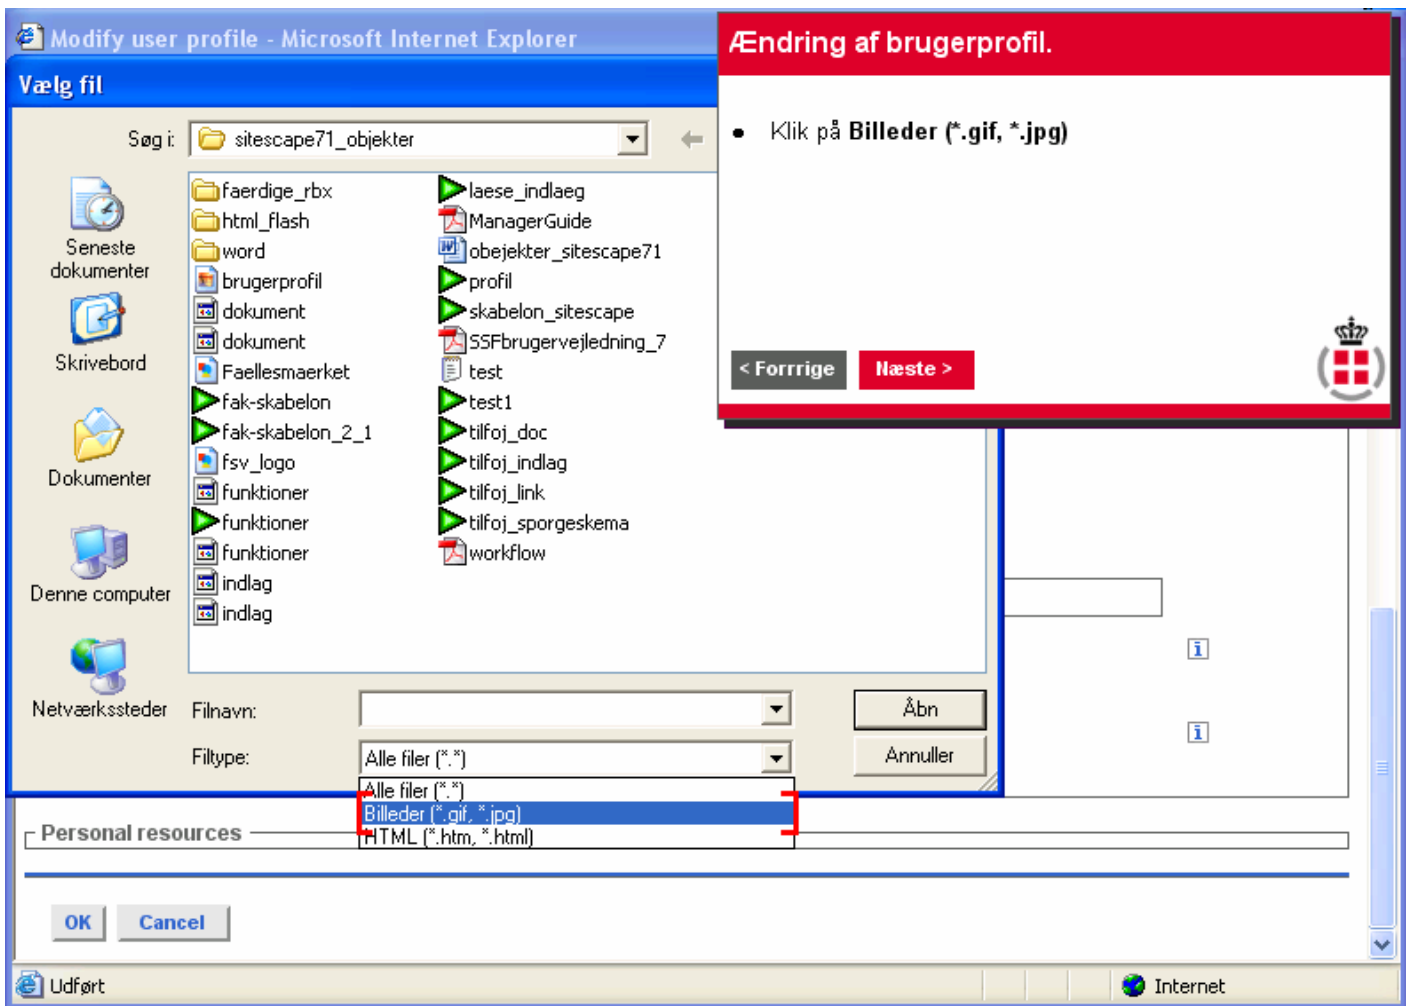 Modify user profile - Microsoft Internet Explorer
Ændring af brugerprofil.
Vælg fil
Søg i:
sitescape71_objekter
• Klik på Billeder (*.gif, *.jpg)
< Forrrige
Næste >
Seneste dokumenter
Skrivebord
Dokumenter
Denne computer
Netværkssteder
faerdige_rbx
html_flash
word
brugerprofil
dokument
dokument
Faellesmaerket
fak-skabelon
fak-skabelon_2_1
fsv_logo
funktioner
funktioner
funktioner
indlag
indlag
laese_indlaeg
ManagerGuide
obejekter_sitescape71
profil
skabelon_sitescape
SSFbrugervejledning_7
test
test1
tilfoj_doc
tilfoj_indlag
tilfoj_link
tilfoj_sporgeskema
workflow
Filnavn:
Åbn
Filtype:
Alle filer (*.*)
Annuller
Alle filer (*.*)
Billeder (*.gif, *.jpg)
HTML (*.htm, *.html)
Personal resources
OK
Cancel
Udført
Internet